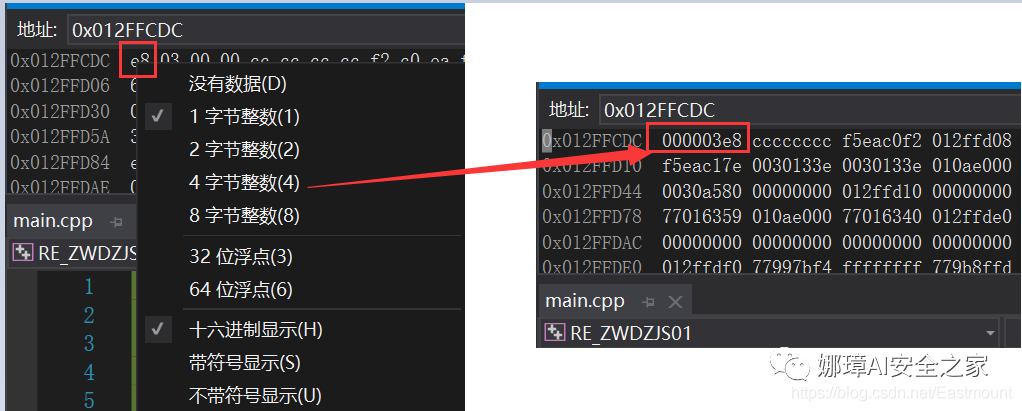 地址: 0x012FFCDC
0x012FFCDC e8 03 00 00 cc cc cc cc f2 c0 ea f
0x012FFD06 6
0x012FFD30 0
0x012FFD5A 3
0x012FFD84 e
0x012FFDAE 0
没有数据(D)
✓ 1 字节整数(1)
2 字节整数(2)
4 字节整数(4)
8 字节整数(8)
32 位浮点(3)
64 位浮点(6)
✓ 十六进制显示(H)
带符号显示(S)
不带符号显示(U)
main.cpp
RE_ZWDZJS
1
2
3
4
5
地址: 0x012FFCDC
0x012FFCDC 000003e8 cccccccc f5eac0f2 012ffd08
0x012FFD10 f5eac17e 0030133e 0030133e 010ae000
0x012FFD44 0030a580 00000000 012ffd10 00000000
0x012FFD78 77016359 010ae000 77016340 012ffde0
0x012FFDAC 00000000 00000000 00000000 00000000
0x012FFDE0 012ffdf0 77997bf4 ffffffff 779b8ffd
main.cpp
RE_ZWDZJS01
娜璋AI安全之家
https://blog.csdn.net/Eastmount